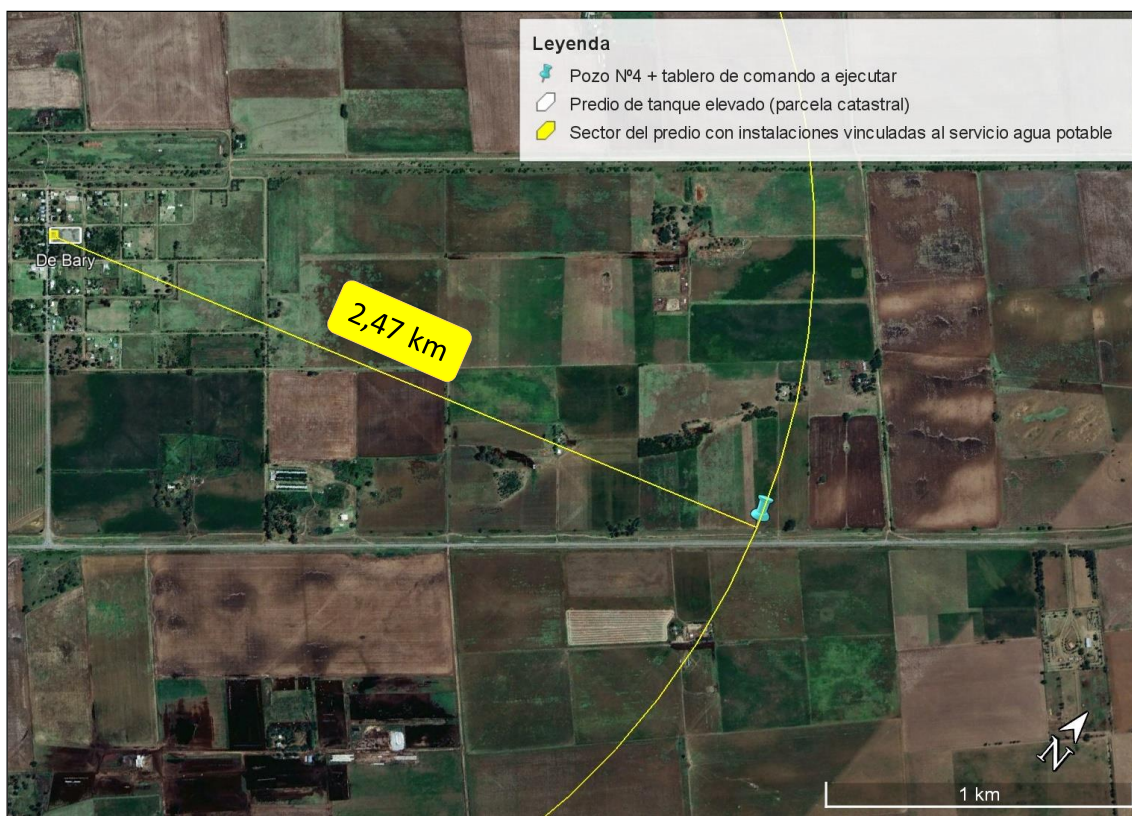 Leyenda
Pozo Nº4 + tablero de comando a ejecutar
Predio de tanque elevado (parcela catastral)
Sector del predio con instalaciones vinculadas al servicio agua potable
De Bary
2,47 km
N
1 km